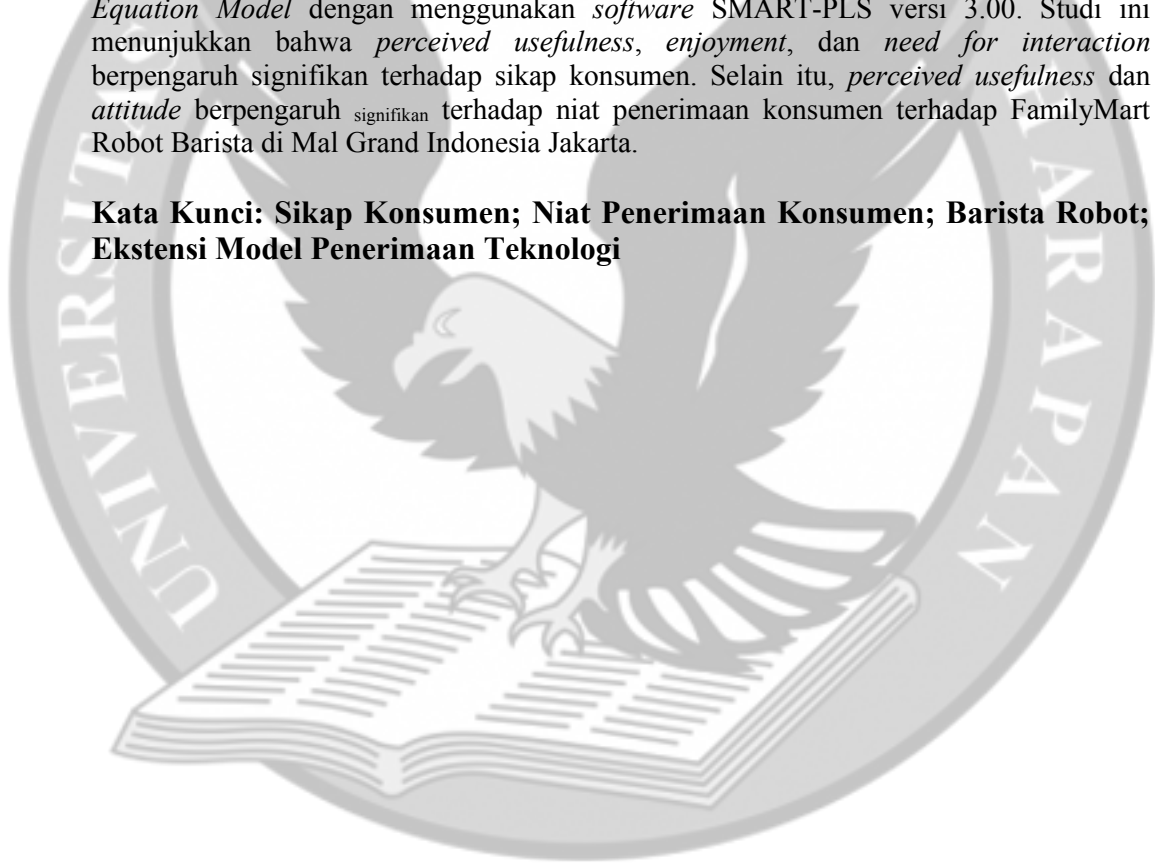 Equation Model dengan menggunakan software SMART-PLS versi 3.00. Studi ini
menunjukkan bahwa perceived usefulness, enjoyment, dan need for interaction
berpengaruh signifikan terhadap sikap konsumen. Selain itu, perceived usefulness dan
attitude berpengaruh signifikan terhadap niat penerimaan konsumen terhadap FamilyMart
Robot Barista di Mal Grand Indonesia Jakarta.
Kata Kunci: Sikap Konsumen; Niat Penerimaan Konsumen; Barista Robot;
Ekstensi Model Penerimaan Teknologi
UNIVERSITAS
TARAPAN